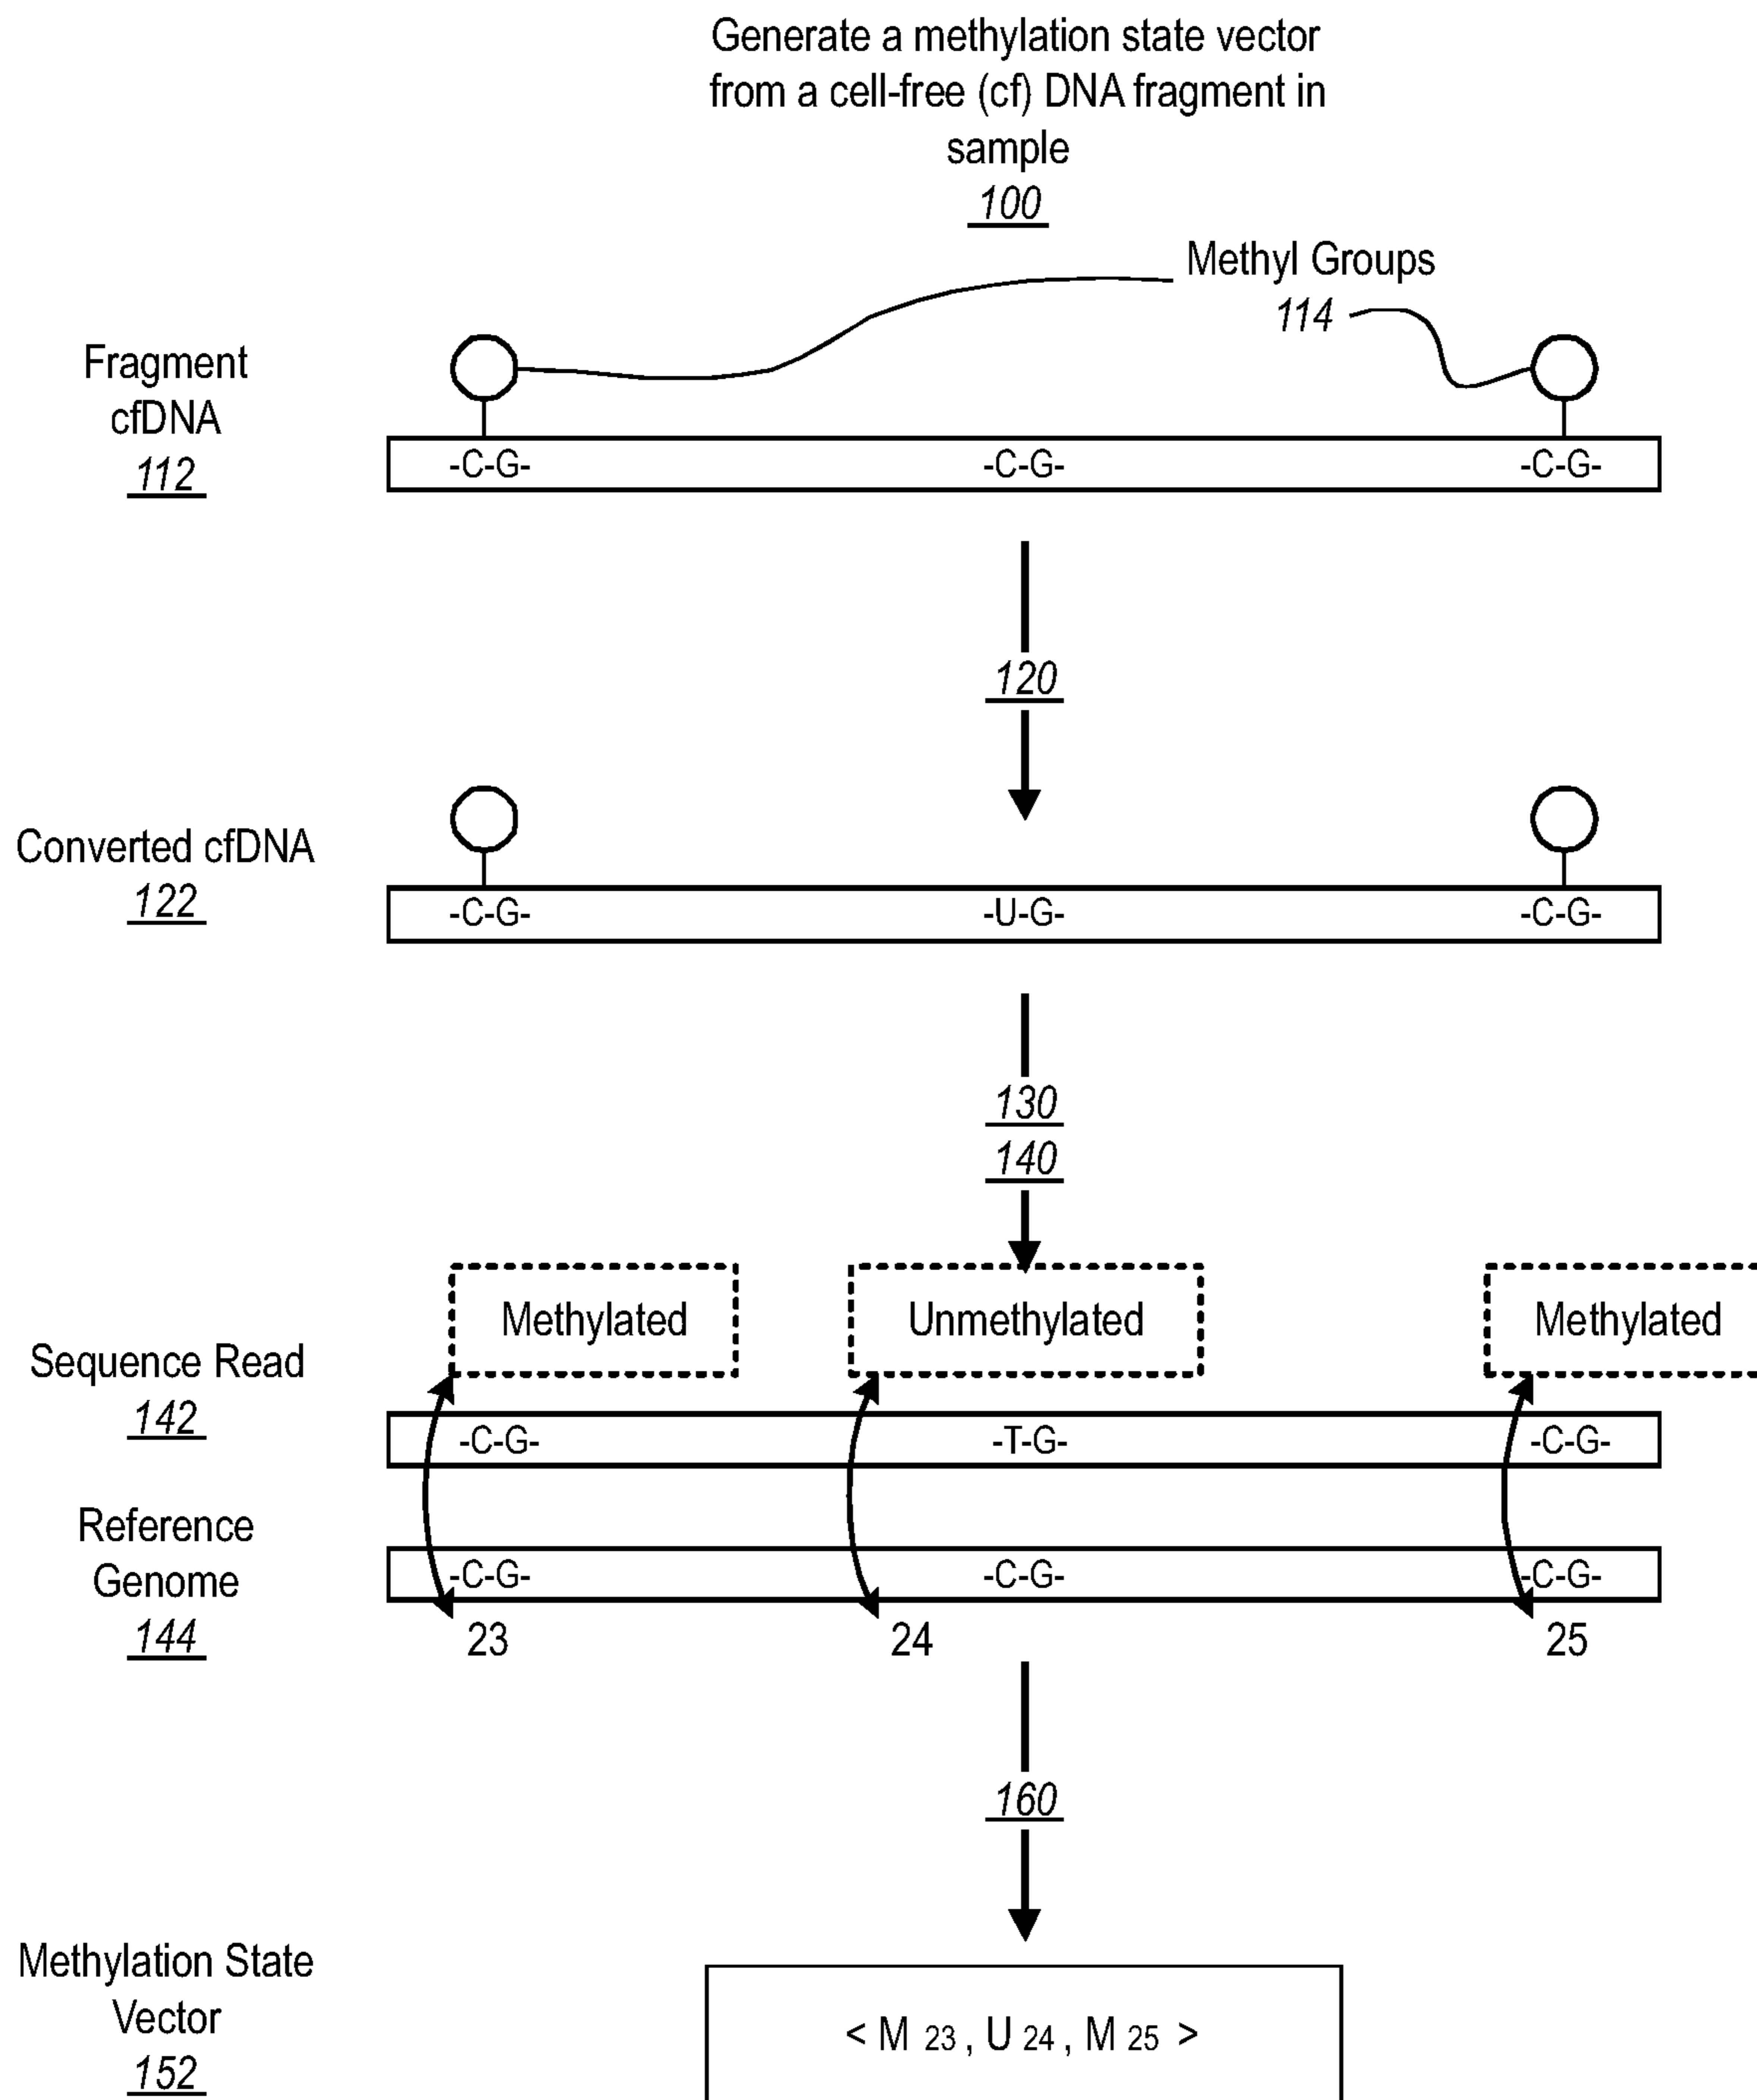 Generate a methylation state vector
from a cell-free (cf) DNA fragment in
sample
100
Methyl Groups
114
Fragment
cfDNA
112
-C-G- -C-G- -C-G-
120
Converted cfDNA
122
-C-G- -U-G- -C-G-
130
140
Methylated Unmethylated Methylated
Sequence Read
142
-C-G- -T-G- -C-G-
Reference
Genome
144
-C-G- -C-G- -C-G-
23 24 25
160
Methylation State
Vector
152
< M 23 , U 24 , M 25 >